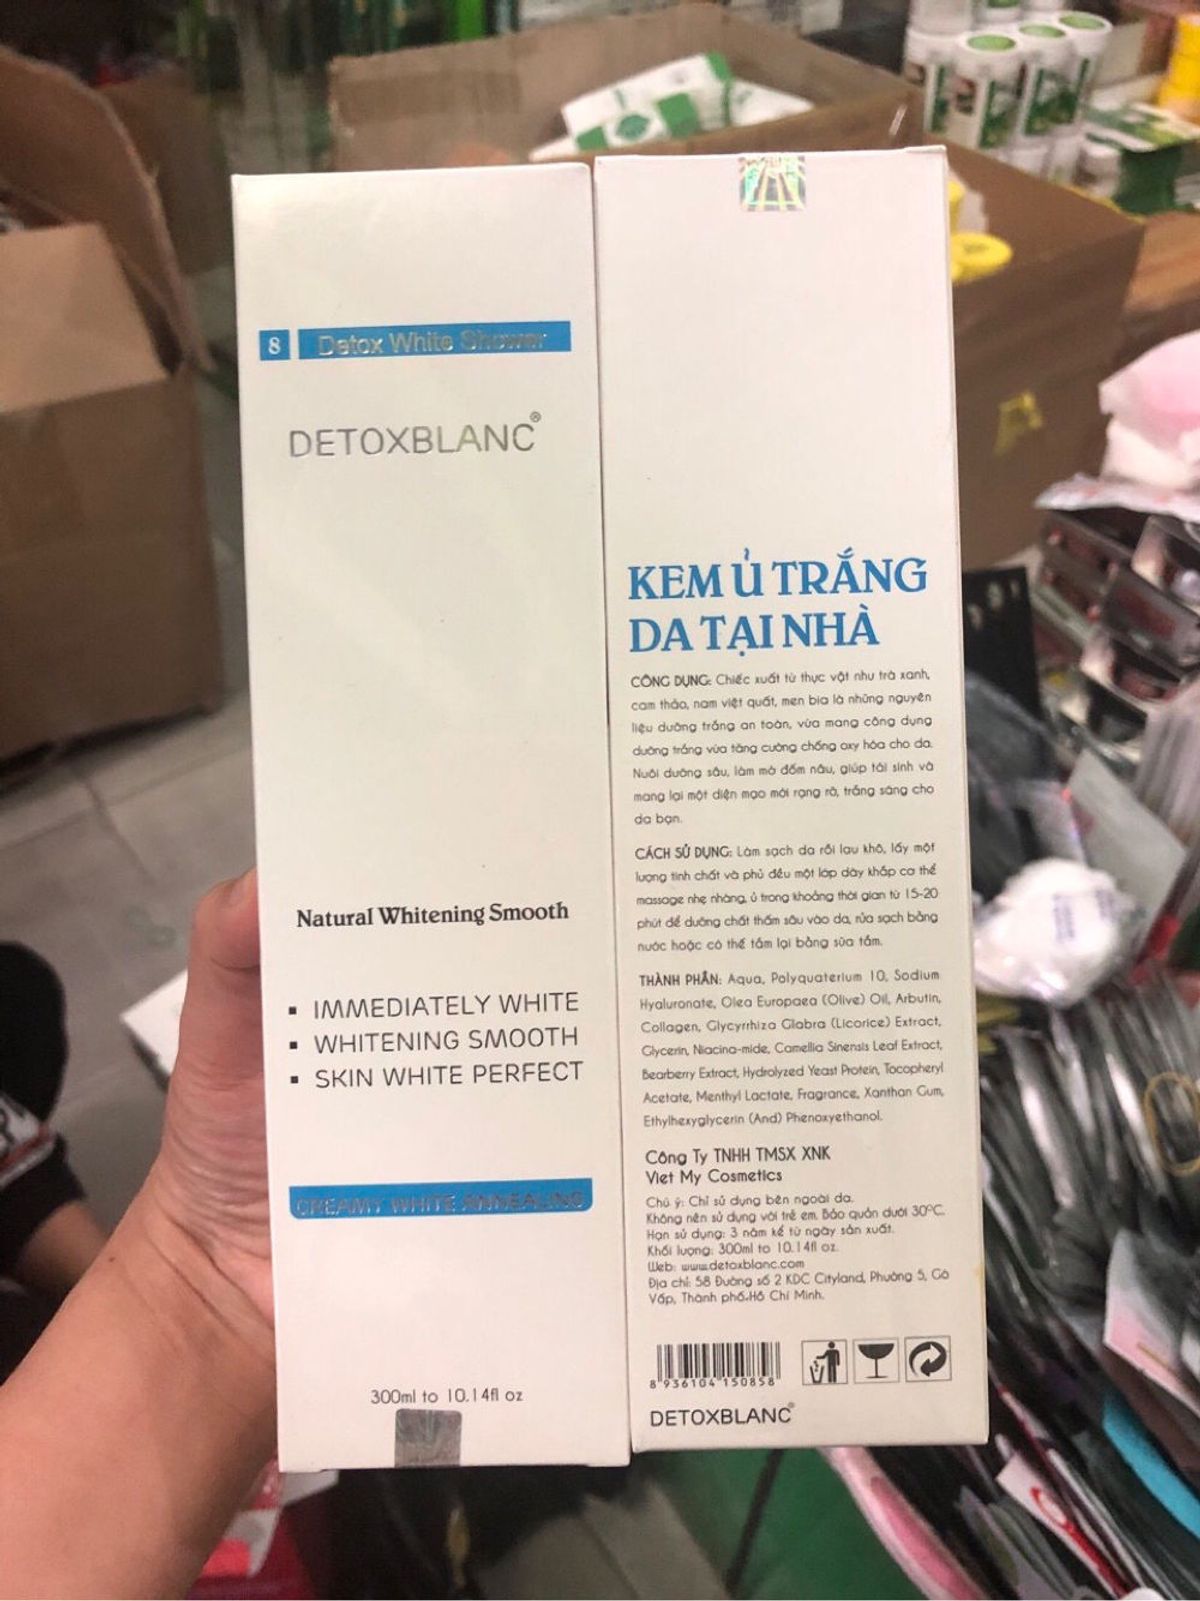 8 Detox White Shower
DETOXBLANC®
Natural Whitening Smooth
▪ IMMEDIATELY WHITE
▪ WHITENING SMOOTH
▪ SKIN WHITE PERFECT
CREAMY WHITE ANNEALING
300ml to 10.14fl oz
KEM Ủ TRẮNG
DA TẠI NHÀ
CÔNG DỤNG: Chiếc xuất từ thực vật như trà xanh,
cam thảo, nam việt quất, men bia là những nguyên
liệu dưỡng trắng an toàn, vừa mang công dụng
dưỡng trắng vừa tăng cường chống oxy hóa cho da.
Nuôi dưỡng sâu, làm mờ đốm nâu, giúp tái sinh và
mang lại một diện mạo mới rạng rỡ, trắng sáng cho
da bạn.
CÁCH SỬ DỤNG: Làm sạch da rồi lau khô, lấy một
lượng tinh chất và phủ đều một lớp dày khắp cơ thể
massage nhẹ nhàng, ủ trong khoảng thời gian từ 15-20
phút để dưỡng chất thấm sâu vào da, rửa sạch bằng
nước hoặc có thể tắm lại bằng sữa tắm.
THÀNH PHẦN: Aqua, Polyquaterium 10, Sodium
Hyaluronate, Olea Europaea (Olive) Oil, Arbutin,
Collagen, Glycyrrhiza Glabra (Licorice) Extract,
Glycerin, Niacina-mide, Camellia Sinensis Leaf Extract,
Bearberry Extract, Hydrolyzed Yeast Protein, Tocopheryl
Acetate, Menthyl Lactate, Fragrance, Xanthan Gum,
Ethylhexyglycerin (And) Phenoxyethanol.
Công Ty TNHH TMSX XNK
Viet My Cosmetics
Chú ý: Chỉ sử dụng bên ngoài da.
Không nên sử dụng với trẻ em. Bảo quản dưới 30°C.
Hạn sử dụng: 3 năm kể từ ngày sản xuất.
Khối lượng: 300ml to 10.14fl oz.
Web: www.detoxblanc.com
Địa chỉ: 58 Đường số 2 KDC Cityland, Phường 5, Gò
Vấp, Thành phố.Hồ Chí Minh.
8 936104 150858
DETOXBLANC®